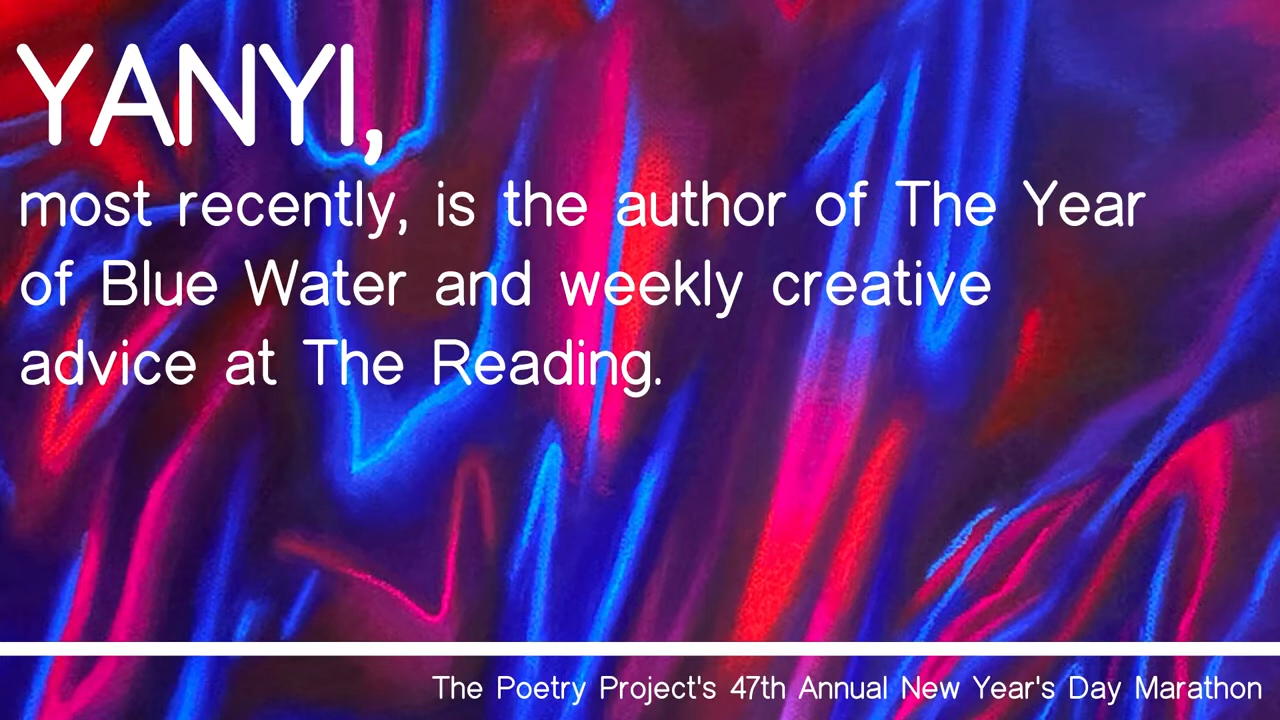 YANYI,
most recently, is the author of The Year
of Blue Water and weekly creative
advice at The Reading.
The Poetry Project's 47th Annual New Year's Day Marathon